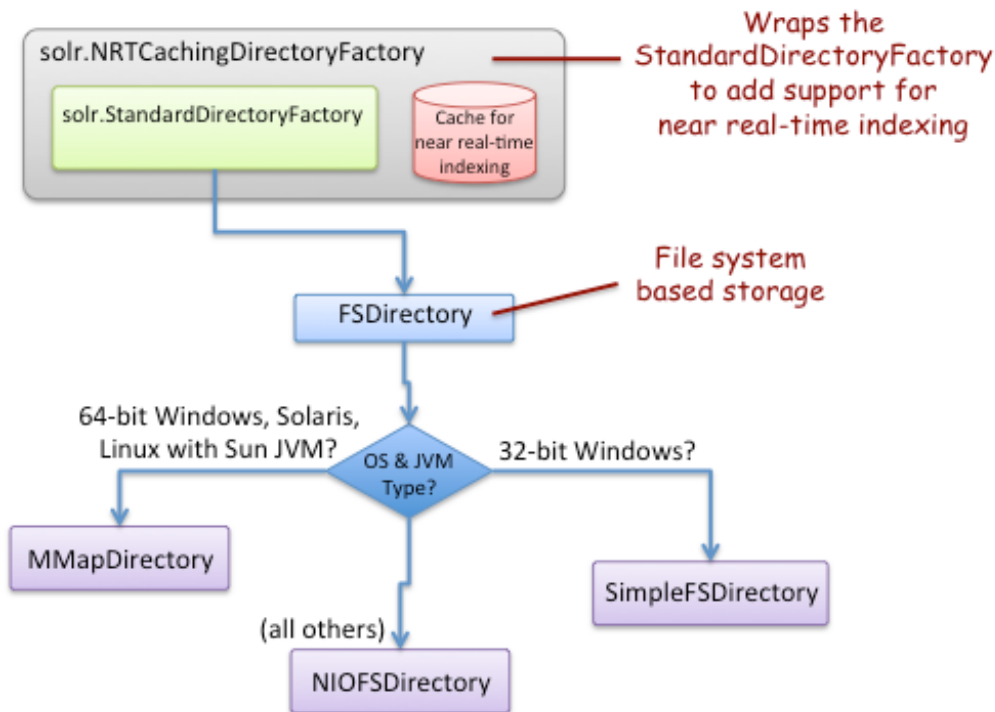 Wraps the
StandardDirectoryFactory
to add support for
near real-time indexing
solr.NRTCachingDirectoryFactory
solr.StandardDirectoryFactory
Cache for
near real-time
indexing
File system
based storage
FSDirectory
64-bit Windows, Solaris,
Linux with Sun JVM?
OS & JVM
Type?
32-bit Windows?
MMapDirectory
SimpleFSDirectory
(all others)
NIOFSDirectory